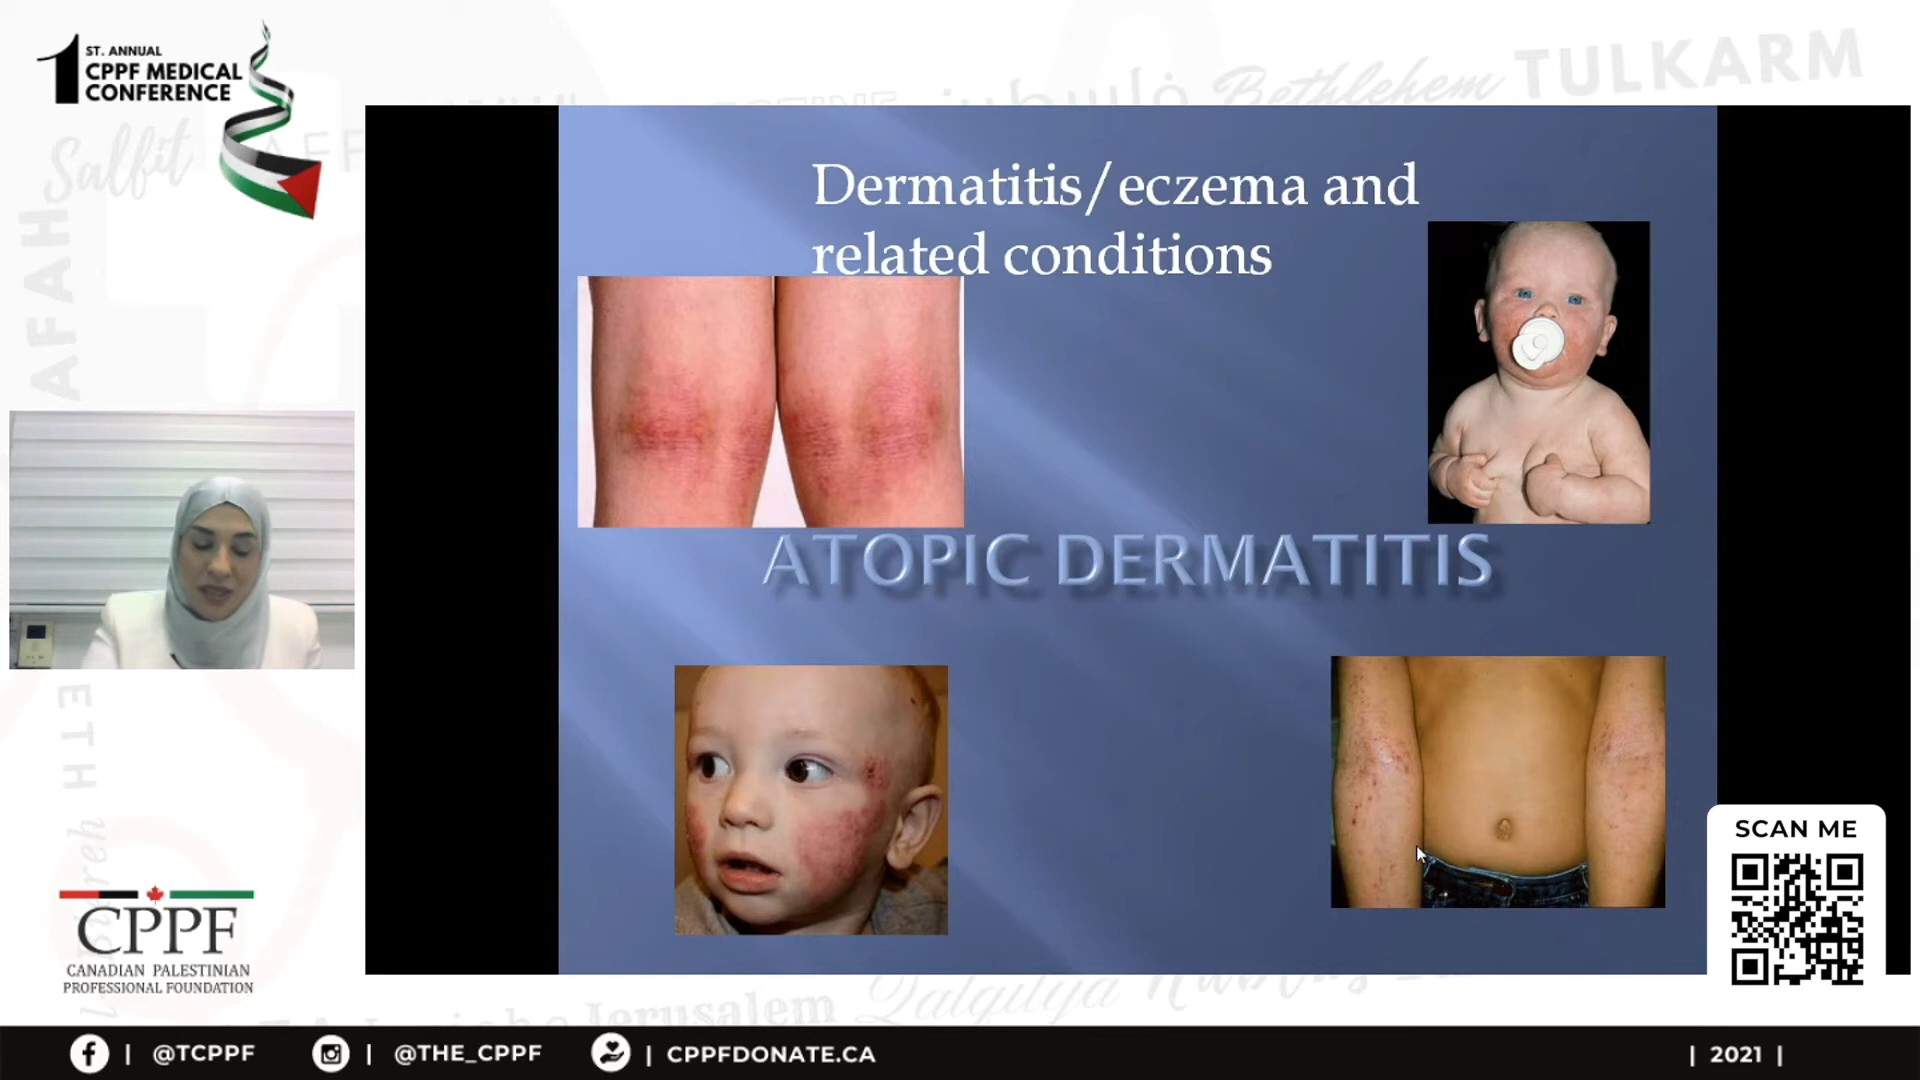 1 ST. ANNUAL
CPPF MEDICAL
CONFERENCE
Salfit
AFAH
Bethlehem
TULKARM
Dermatitis/eczema and
related conditions
ATOPIC DERMATITIS
CPPF
CANADIAN PALESTINIAN
PROFESSIONAL FOUNDATION
Jerusalem
Qalqilya
SCAN ME
| @TCPPF
| @THE_CPPF
| CPPFDONATE.CA
| 2021 |